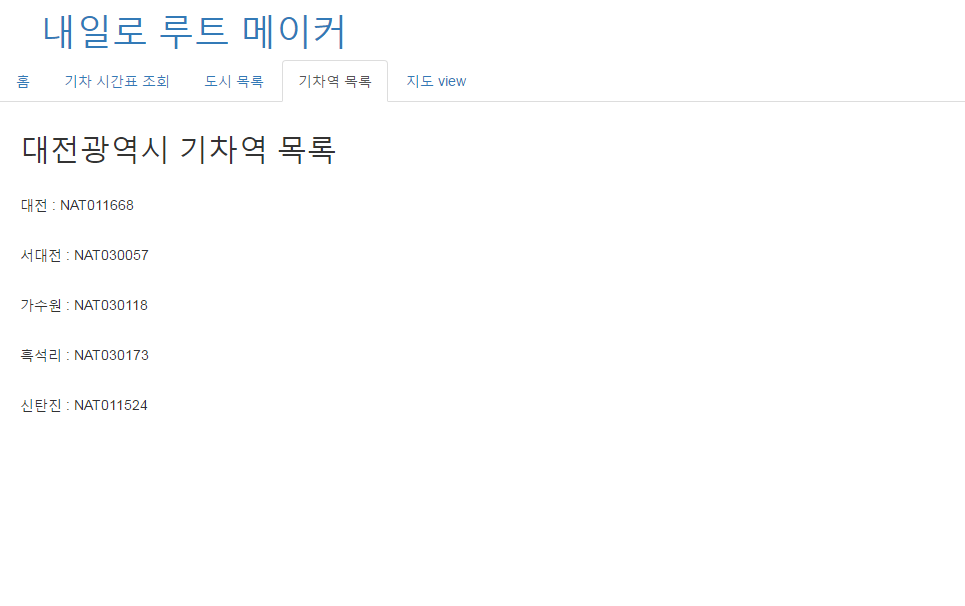 내일로 루트 메이커
홈 기차 시간표 조회 도시 목록 기차역 목록 지도 view
대전광역시 기차역 목록
대전 : NAT011668
서대전 : NAT030057
가수원 : NAT030118
흑석리 : NAT030173
신탄진 : NAT011524